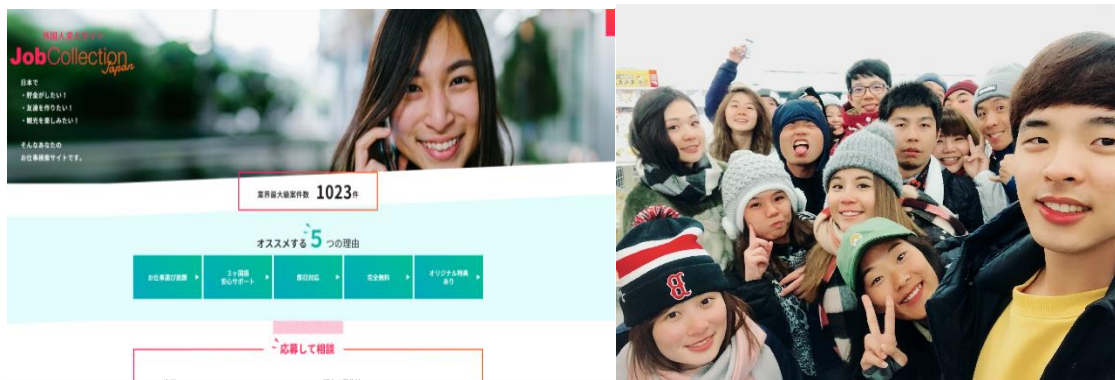 外国人求人サイト
JobCollection
Japan
日本で
・貯金がしたい！
・友達を作りたい！
・観光を楽しみたい！
そんなあなたの
お仕事検索サイトです。
業界最大級案件数 1023件
オススメする 5 つの理由
お仕事選び放題
3ヶ国語
安心サポート
即日対応
完全無料
オリジナル特典
あり
応募して相談
B